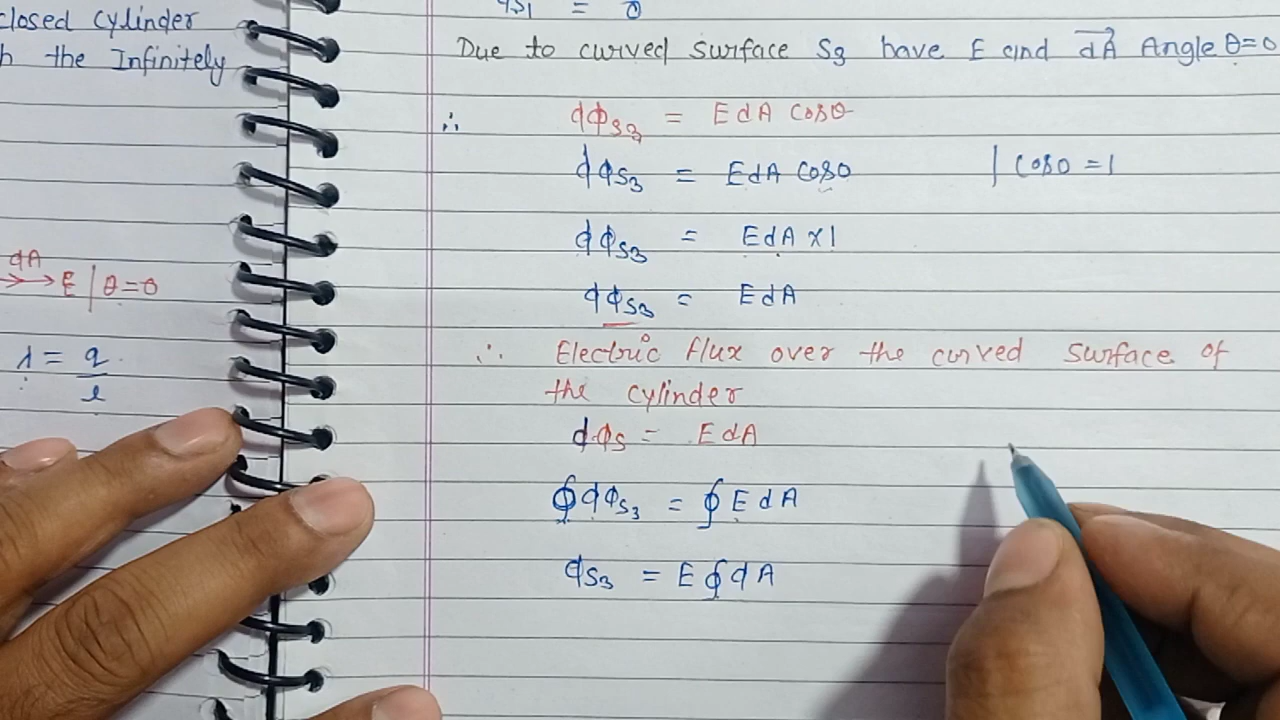 closed cylinder
the Infinitely
dA
E | θ=0
λ = q
l
= 0
Due to curved surface S3 have E and dA⃗ Angle θ=0
∴ dϕS3 = EdA Cosθ
dϕS3 = EdA Cos0 | Cos0 = 1
dϕS3 = EdA × 1
dϕS3 = EdA
∴ Electric flux over the curved surface of
the cylinder
dϕS = EdA
∮dϕS3 = ∮ E dA
ϕS3 = E∮dA